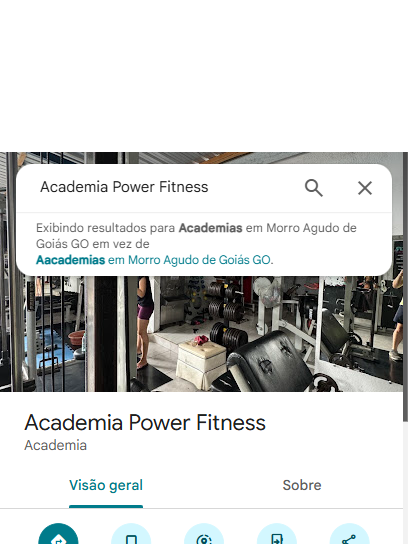 Academia Power Fitness
Exibindo resultados para Academias em Morro Agudo de
Goiás GO em vez de
Aacademias em Morro Agudo de Goiás GO.
Academia Power Fitness
Academia
Visão geral
Sobre